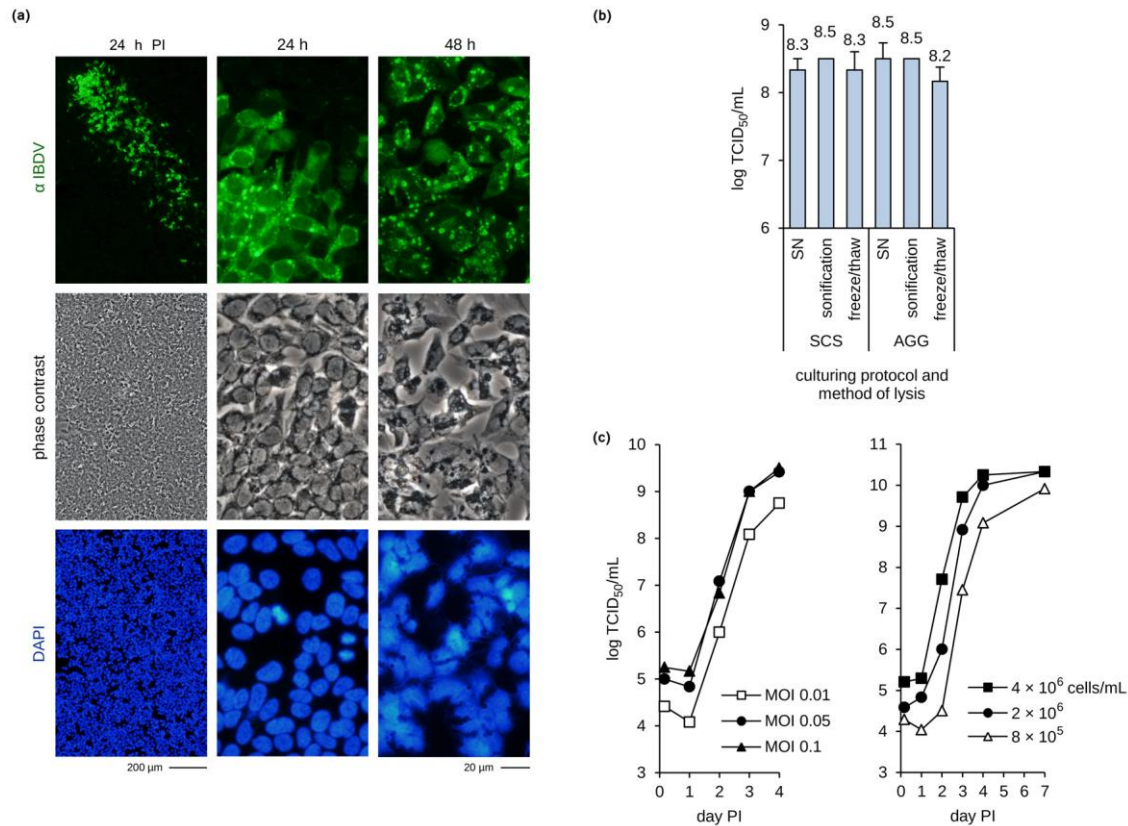 (a)
24 h PI
24 h
48 h
α IBDV
phase contrast
DAPI
200 µm
20 µm
(b)
log TCID50/mL
9
8
7
6
8.3
8.5
8.3
8.5
8.5
8.2
SN
sonification
freeze/thaw
SN
sonification
freeze/thaw
SCS
AGG
culturing protocol and
method of lysis
(c)
log TCID50/mL
10
9
8
7
6
5
4
3
0 1 2 3 4
day PI
MOI 0.01
MOI 0.05
MOI 0.1
11
10
9
8
7
6
5
4
3
0 1 2 3 4 5 6 7
day PI
4 × 10⁶ cells/mL
2 × 10⁶
8 × 10⁵